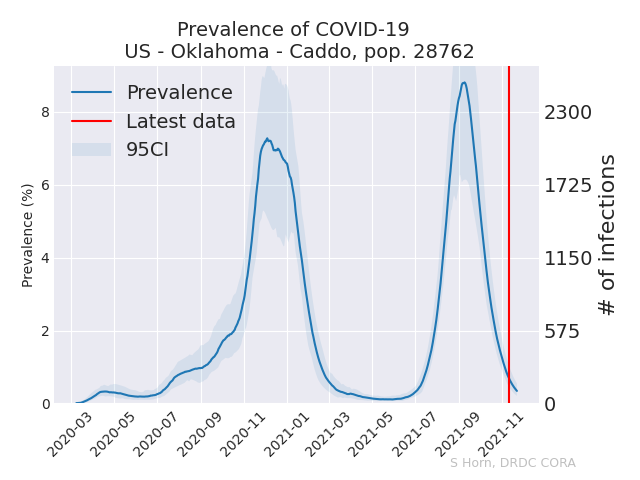 Prevalence of COVID-19
US - Oklahoma - Caddo, pop. 28762
Prevalence
Latest data
95CI
Prevalence (%)
8
6
4
2
0
2300
1725
1150
575
0
# of infections
2020-03
2020-05
2020-07
2020-09
2020-11
2021-01
2021-03
2021-05
2021-07
2021-09
2021-11
S Horn, DRDC CORA